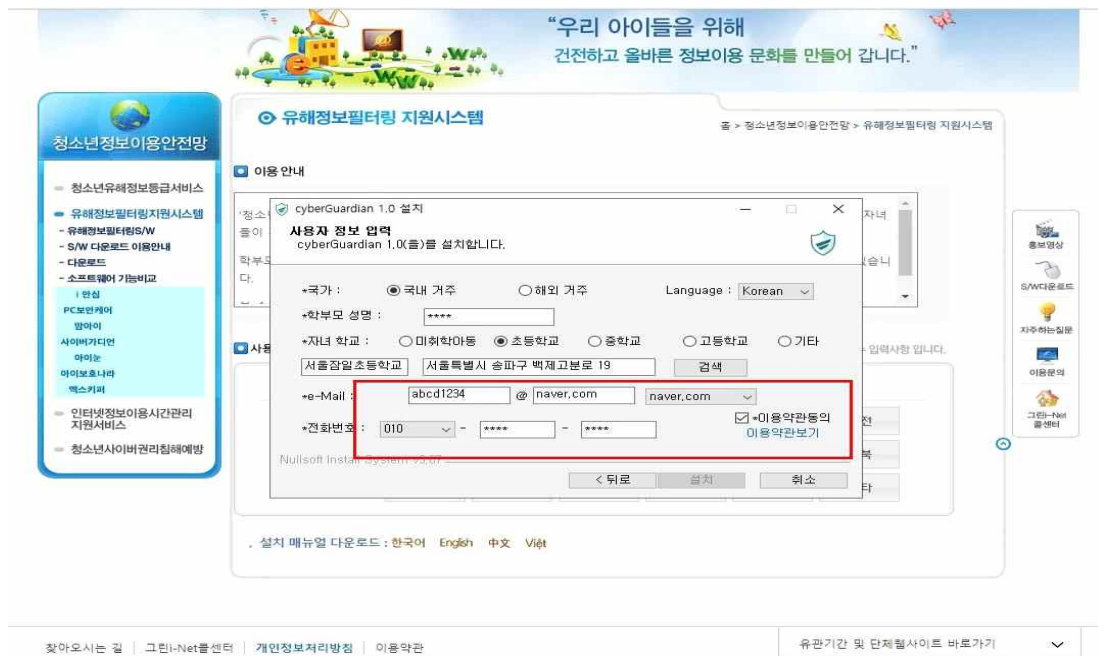 “우리 아이들을 위해
건전하고 올바른 정보이용 문화를 만들어 갑니다.”
청소년정보이용안전망
청소년유해정보등급서비스
유해정보필터링지원시스템
- 유해정보필터링S/W
- S/W 다운로드 이용안내
- 다운로드
- 소프트웨어 기능비교
i 안심
PC보안케어
맘아이
사이버가디언
아이눈
아이보호나라
엑스키퍼
인터넷정보이용시간관리
지원서비스
청소년사이버권리침해예방
유해정보필터링 지원시스템
홈 > 청소년정보이용안전망 > 유해정보필터링 지원시스템
이용 안내
cyberGuardian 1.0 설치
사용자 정보 입력
cyberGuardian 1.0(을)를 설치합니다.
*국가 : 국내 거주 해외 거주 Language : Korean
*학부모 성명 : ****
*자녀 학교 : 미취학아동 초등학교 중학교 고등학교 기타
서울잠일초등학교 서울특별시 송파구 백제고분로 19 검색
*e-Mail : abcd1234 @ naver.com naver.com
*이용약관동의
*전화번호 : 010 - **** - ****
이용약관보기
Nullsoft Install System
< 뒤로 설치 취소
입력사항 입니다.
. 설치 매뉴얼 다운로드 : 한국어 English 中文 Việt
홍보영상
S/W다운로드
자주하는질문
이용문의
그린i-Net
콜센터
찾아오시는 길 | 그린i-Net콜센터 | 개인정보처리방침 | 이용약관
유관기관 및 단체웹사이트 바로가기